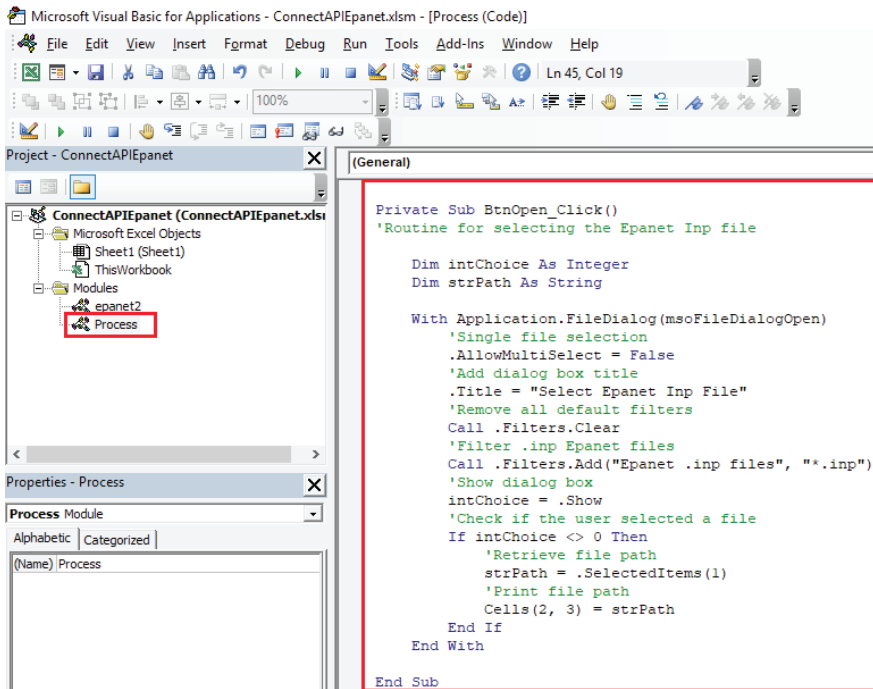 Microsoft Visual Basic for Applications - ConnectAPIEpanet.xlsm - [Process (Code)]
File Edit View Insert Format Debug Run Tools Add-Ins Window Help
Ln 45, Col 19
100%
Project - ConnectAPIEpanet
ConnectAPIEpanet (ConnectAPIEpanet.xlsm
Microsoft Excel Objects
Sheet1 (Sheet1)
ThisWorkbook
Modules
epanet2
Process
Properties - Process
Process Module
Alphabetic Categorized
(Name) Process
(General)
Private Sub BtnOpen_Click()
'Routine for selecting the Epanet Inp file
Dim intChoice As Integer
Dim strPath As String
With Application.FileDialog(msoFileDialogOpen)
'Single file selection
.AllowMultiSelect = False
'Add dialog box title
.Title = "Select Epanet Inp File"
'Remove all default filters
Call .Filters.Clear
'Filter .inp Epanet files
Call .Filters.Add("Epanet .inp files", "*.inp")
'Show dialog box
intChoice = .Show
'Check if the user selected a file
If intChoice <> 0 Then
'Retrieve file path
strPath = .SelectedItems(1)
'Print file path
Cells(2, 3) = strPath
End If
End With
End Sub